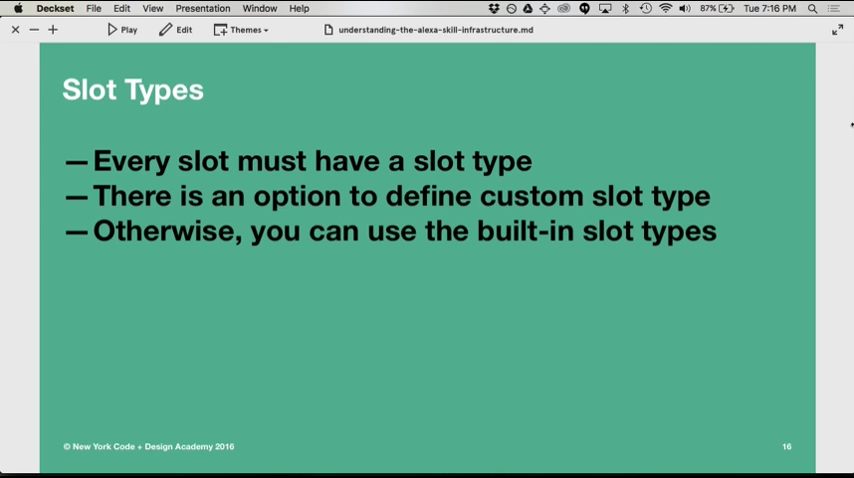 Deckset File Edit View Presentation Window Help 87% Tue 7:16 PM
Play Edit Themes understanding-the-alexa-skill-infrastructure.md
Slot Types
—Every slot must have a slot type
—There is an option to define custom slot type
—Otherwise, you can use the built-in slot types
© New York Code + Design Academy 2016 16